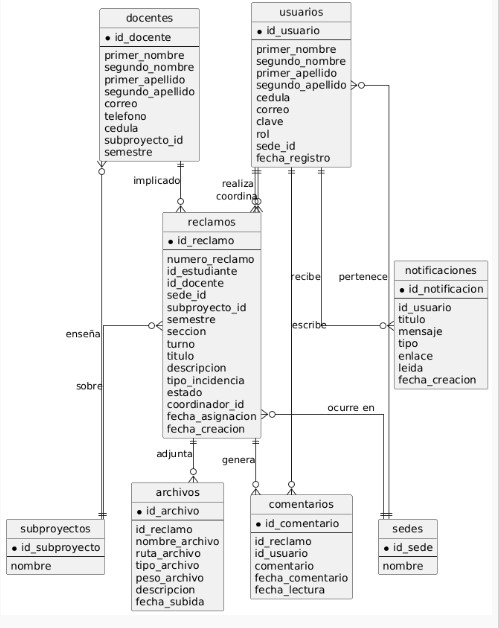 docentes
id_docente
primer_nombre
segundo_nombre
primer_apellido
segundo_apellido
correo
telefono
cedula
subproyecto_id
semestre
usuarios
id_usuario
primer_nombre
segundo_nombre
primer_apellido
segundo_apellido
cedula
correo
clave
rol
sede_id
fecha_registro
implicado
realiza
coordina
reclamos
id_reclamo
numero_reclamo
id_estudiante
id_docente
sede_id
subproyecto_id
semestre
seccion
turno
titulo
descripcion
tipo_incidencia
estado
coordinador_id
fecha_asignacion
fecha_creacion
recibe
pertenece
escribe
notificaciones
id_notificacion
id_usuario
titulo
mensaje
tipo
enlace
leida
fecha_creacion
enseña
sobre
ocurre en
adjunta
genera
archivos
id_archivo
id_reclamo
nombre_archivo
ruta_archivo
tipo_archivo
peso_archivo
descripcion
fecha_subida
comentarios
id_comentario
id_reclamo
id_usuario
comentario
fecha_comentario
fecha_lectura
subproyectos
id_subproyecto
nombre
sedes
id_sede
nombre